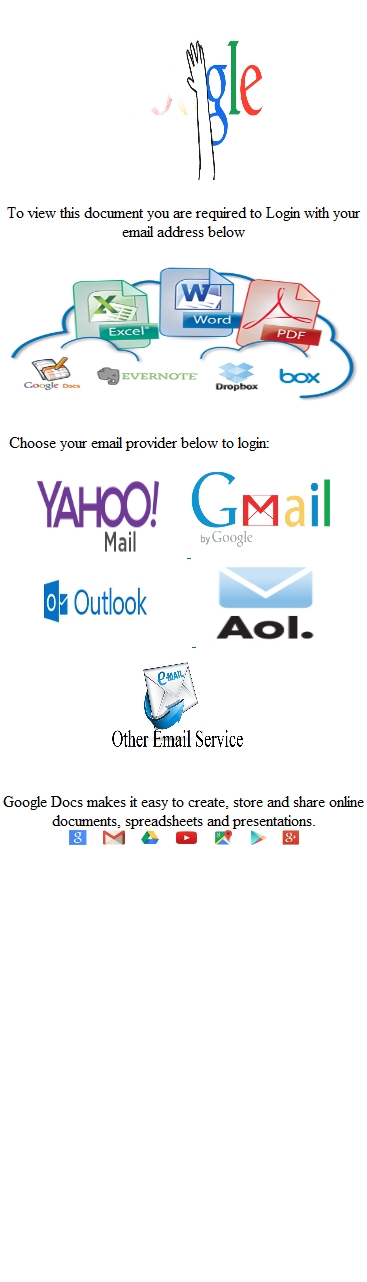 gle
To view this document you are required to Login with your
email address below
Excel
Word
PDF
Google Docs
EVERNOTE
Dropbox
box
Choose your email provider below to login:
YAHOO!
Mail
GMail
by Google
Outlook
Aol.
e-MAIL
Other Email Service
Google Docs makes it easy to create, store and share online
documents, spreadsheets and presentations.